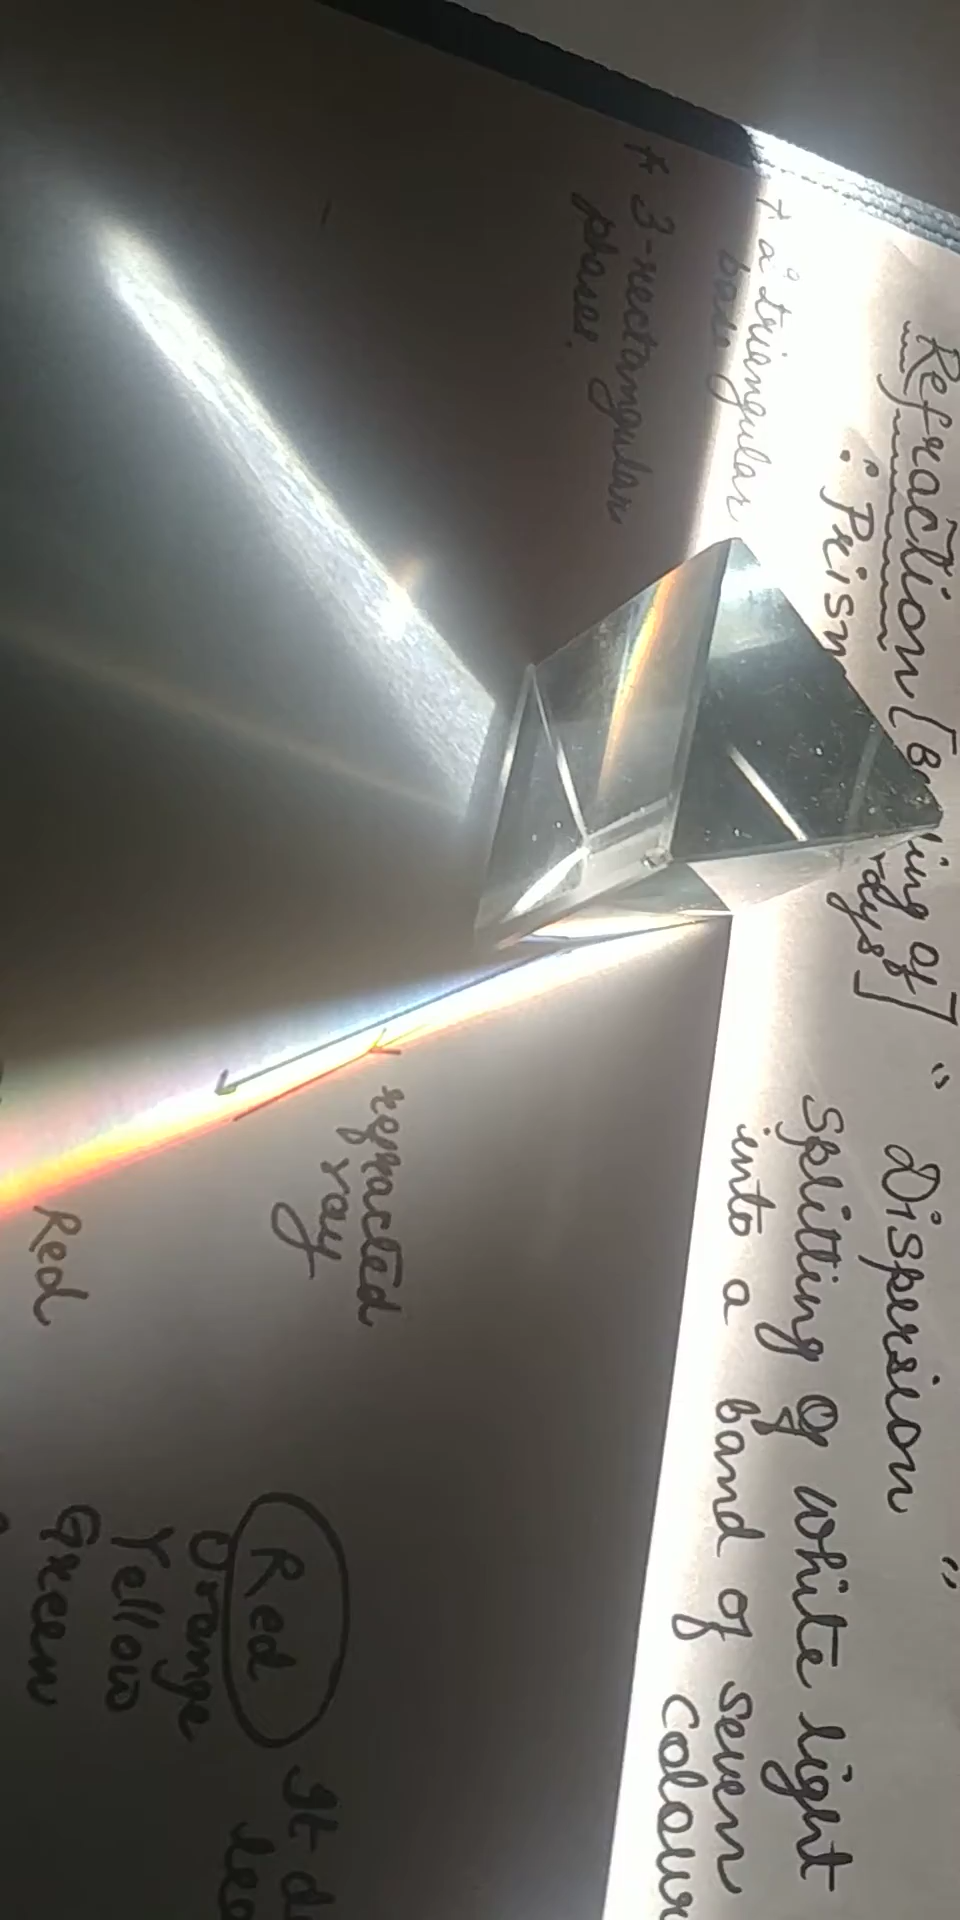 Refraction [
: Prism
ing of
rays]
* a triangular
base
* 3-rectangular
planes.
" Dispersion "
Splitting of white light
into a band of seven
colour
refracted
ray
Red
Red
Orange
Yellow
Green
It